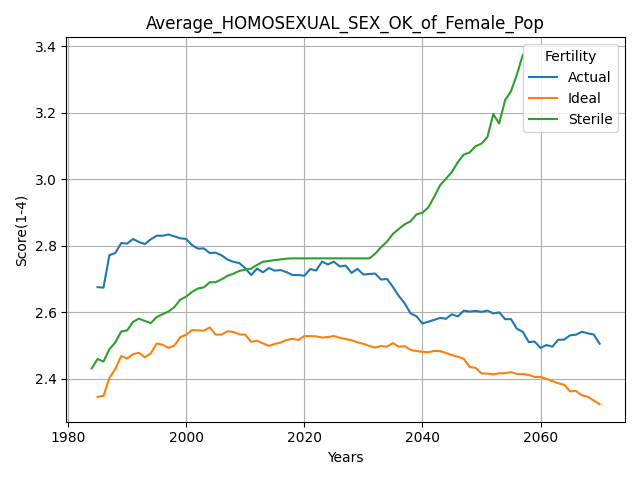 Average_HOMOSEXUAL_SEX_OK_of_Female_Pop
Fertility
Actual
Ideal
Sterile
Score(1-4)
3.4
3.2
3.0
2.8
2.6
2.4
1980 2000 2020 2040 2060
Years